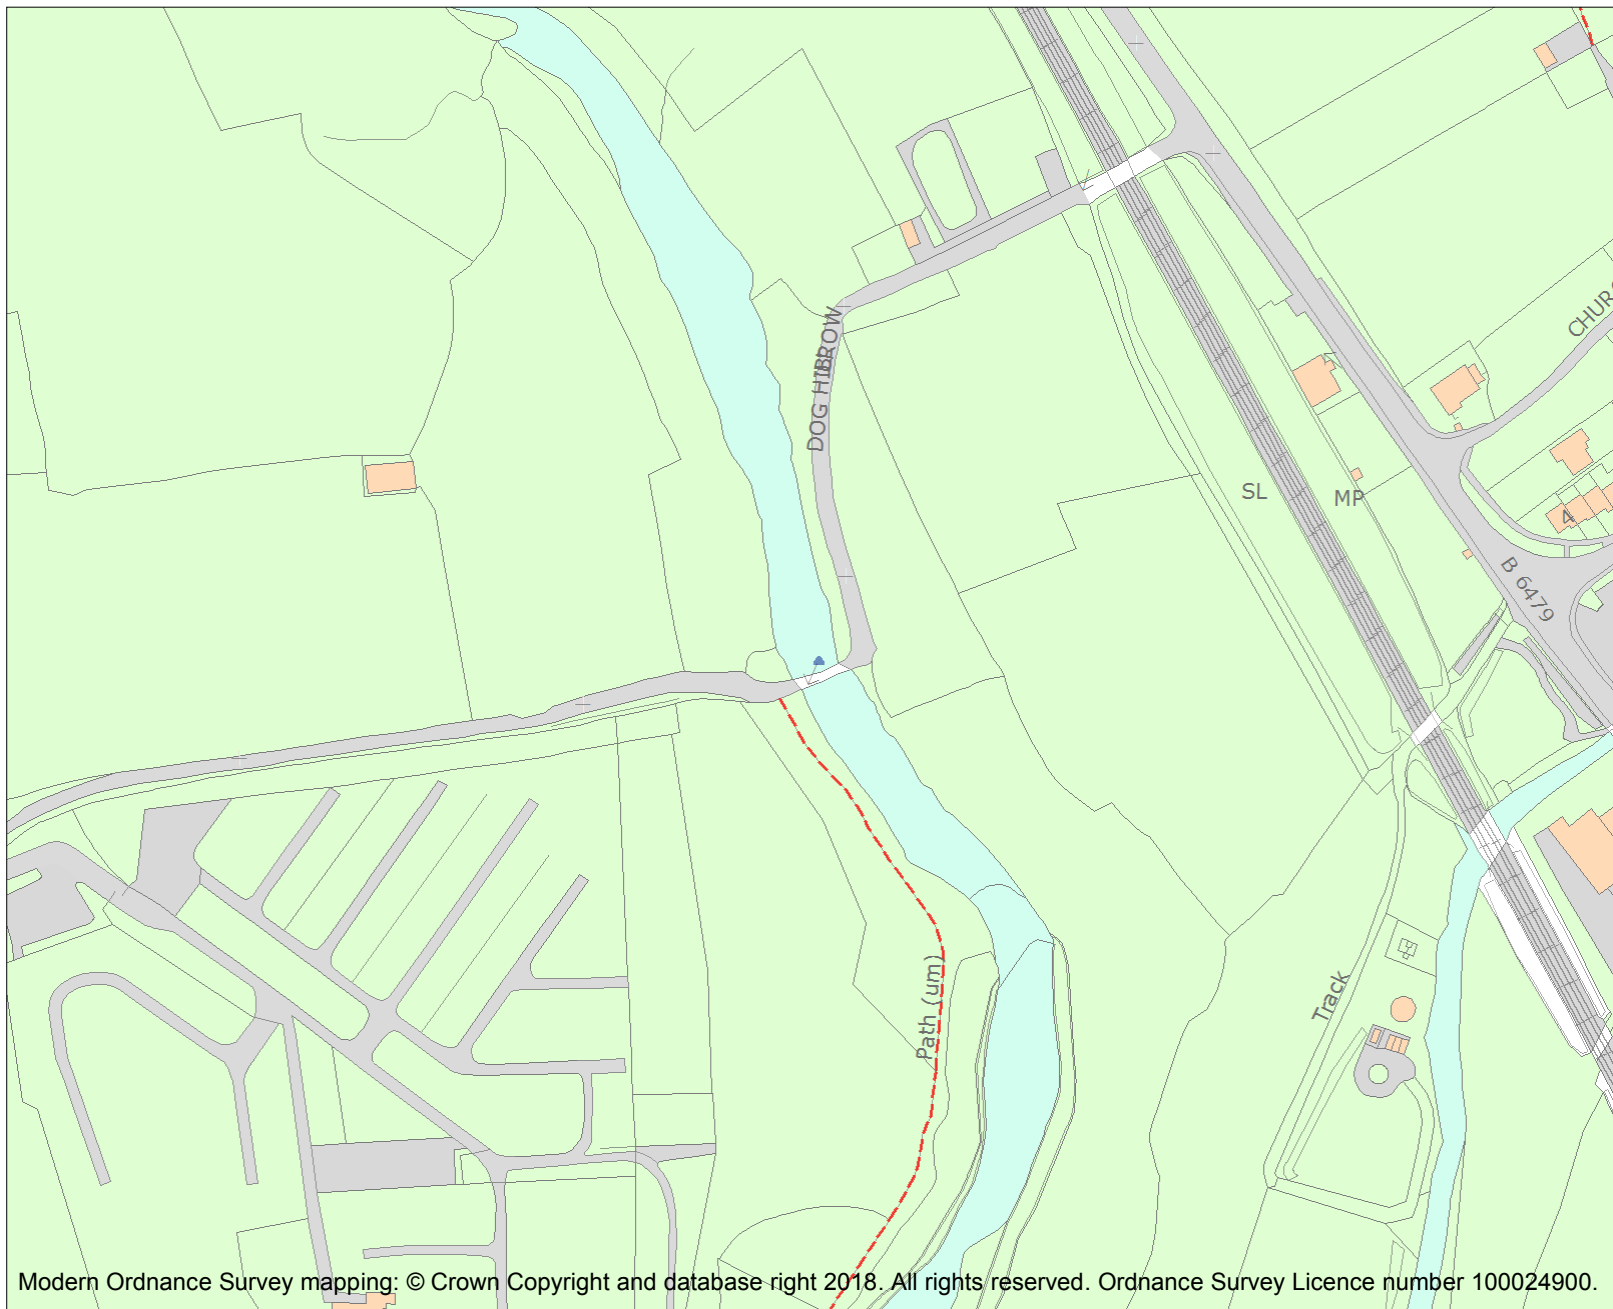 CHURC
DOG HILL BROW
SL
MP
4
B 6479
Path (um)
Track
Modern Ordnance Survey mapping: © Crown Copyright and database right 2018. All rights reserved. Ordnance Survey Licence number 100024900.